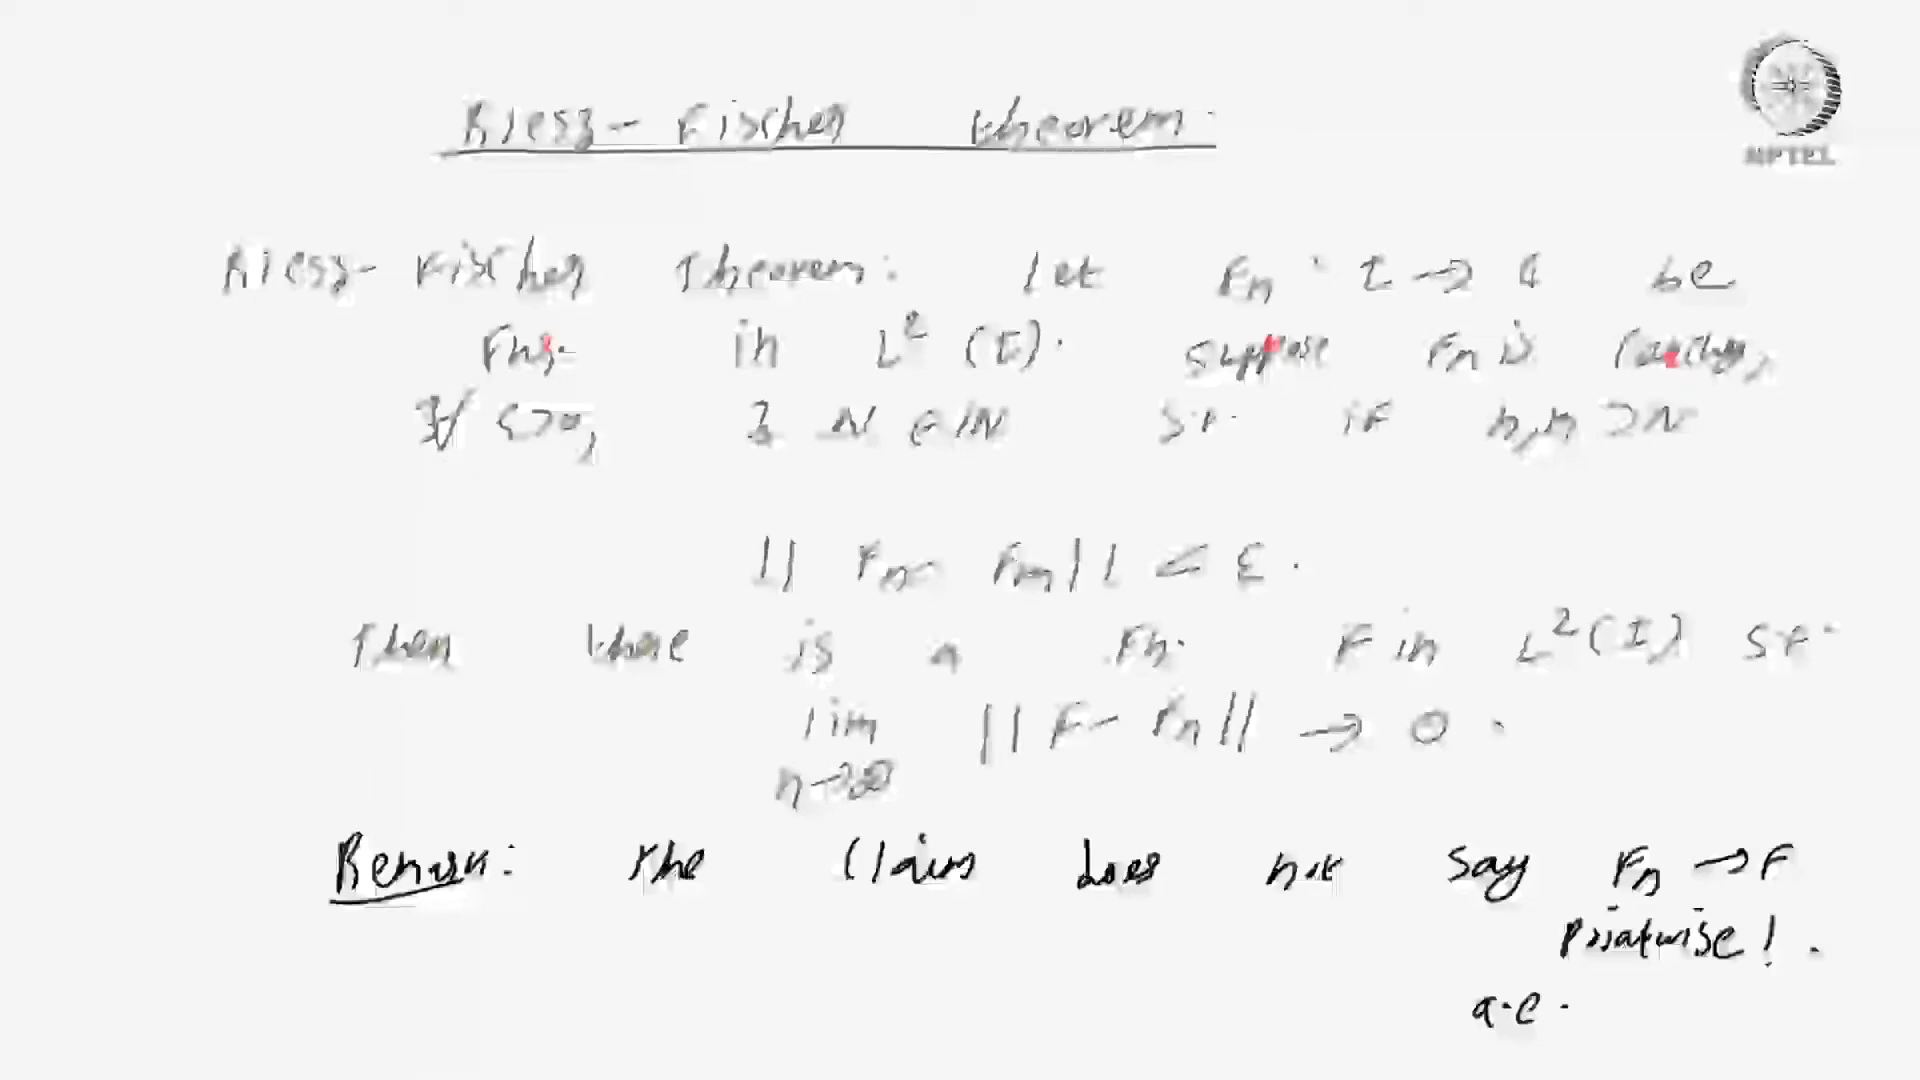 Riesz-Fischer theorem.
NPTEL
Riesz-Fischer Theorem: Let Fn : I → ℂ be
Fns. in L² (I). Suppose Fn is Cauchy,
∀ ε>0, ∃ N ∈ ℕ s.t. if n,m >N
|| Fn - Fm || < ε.
Then there is a Fn. F in L²(I) s.t.
lim || F - Fn || → 0.
n→∞
Remark: The claim does not say Fn → F
Pointwise!.
a.e.